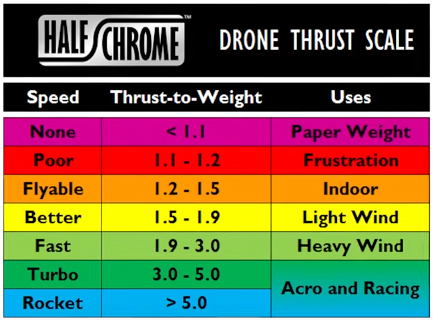 HALF CHROME™ DRONE THRUST SCALE
Speed Thrust-to-Weight Uses
None < 1.1 Paper Weight
Poor 1.1 - 1.2 Frustration
Flyable 1.2 - 1.5 Indoor
Better 1.5 - 1.9 Light Wind
Fast 1.9 - 3.0 Heavy Wind
Turbo 3.0 - 5.0
Acro and Racing
Rocket > 5.0